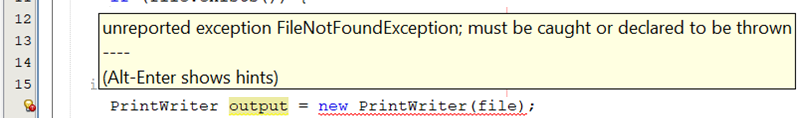 12
13
14
15
unreported exception FileNotFoundException; must be caught or declared to be thrown
----
(Alt-Enter shows hints)
PrintWriter output = new PrintWriter(file);